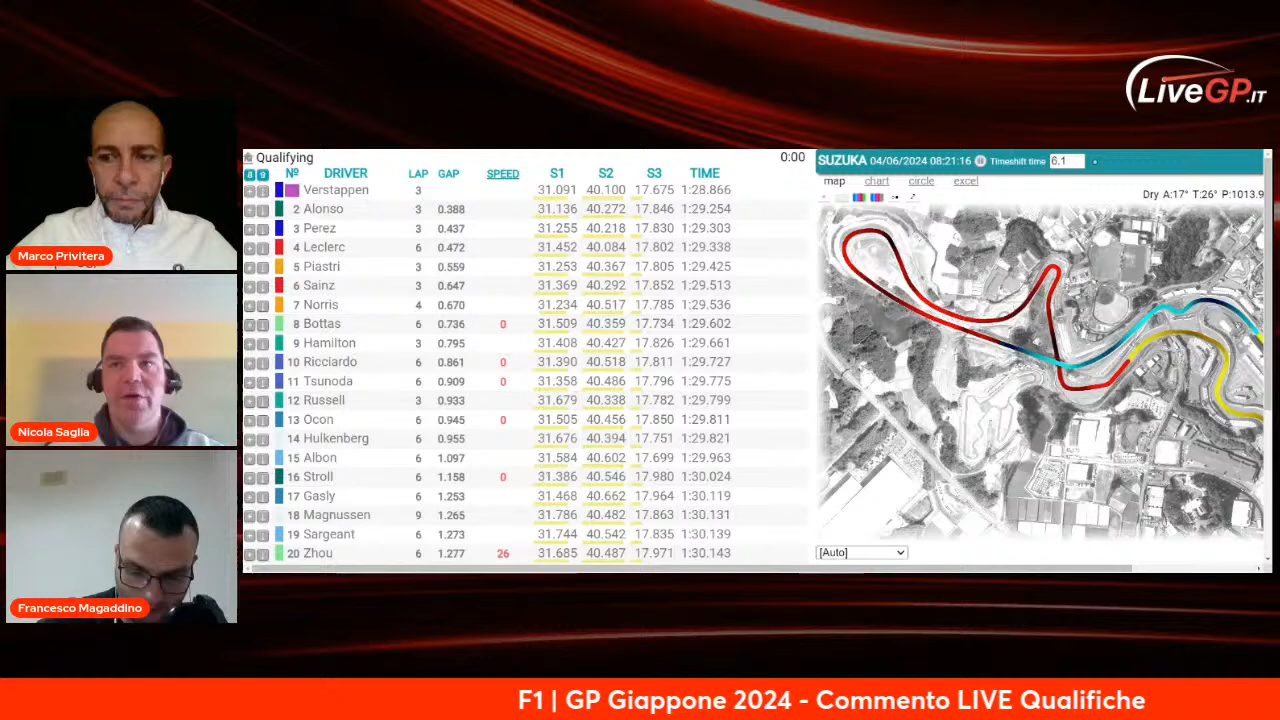 LiveGP.IT
Marco Privitera
Nicola Saglia
Francesco Magaddino
Qualifying 0:00
Nº DRIVER LAP GAP SPEED S1 S2 S3 TIME
Verstappen 3 31.091 40.100 17.675 1:28.866
2 Alonso 3 0.388 31.136 40.272 17.846 1:29.254
3 Perez 3 0.437 31.255 40.218 17.830 1:29.303
4 Leclerc 6 0.472 31.452 40.084 17.802 1:29.338
5 Piastri 3 0.559 31.253 40.367 17.805 1:29.425
6 Sainz 3 0.647 31.369 40.292 17.852 1:29.513
7 Norris 4 0.670 31.234 40.517 17.785 1:29.536
8 Bottas 6 0.736 0 31.509 40.359 17.734 1:29.602
9 Hamilton 3 0.795 31.408 40.427 17.826 1:29.661
10 Ricciardo 6 0.861 0 31.390 40.518 17.811 1:29.727
11 Tsunoda 6 0.909 0 31.358 40.486 17.796 1:29.775
12 Russell 3 0.933 31.679 40.338 17.782 1:29.799
13 Ocon 6 0.945 0 31.505 40.456 17.850 1:29.811
14 Hulkenberg 6 0.955 31.676 40.394 17.751 1:29.821
15 Albon 6 1.097 31.584 40.602 17.699 1:29.963
16 Stroll 6 1.158 0 31.386 40.546 17.980 1:30.024
17 Gasly 6 1.253 31.468 40.662 17.964 1:30.119
18 Magnussen 9 1.265 31.786 40.482 17.863 1:30.131
19 Sargeant 6 1.273 31.744 40.542 17.835 1:30.139
20 Zhou 6 1.277 26 31.685 40.487 17.971 1:30.143
SUZUKA 04/06/2024 08:21:16 Timeshift time 6.1
map chart circle excel
Dry A:17° T:26° P:1013.9
[Auto]
F1 | GP Giappone 2024 - Commento LIVE Qualifiche